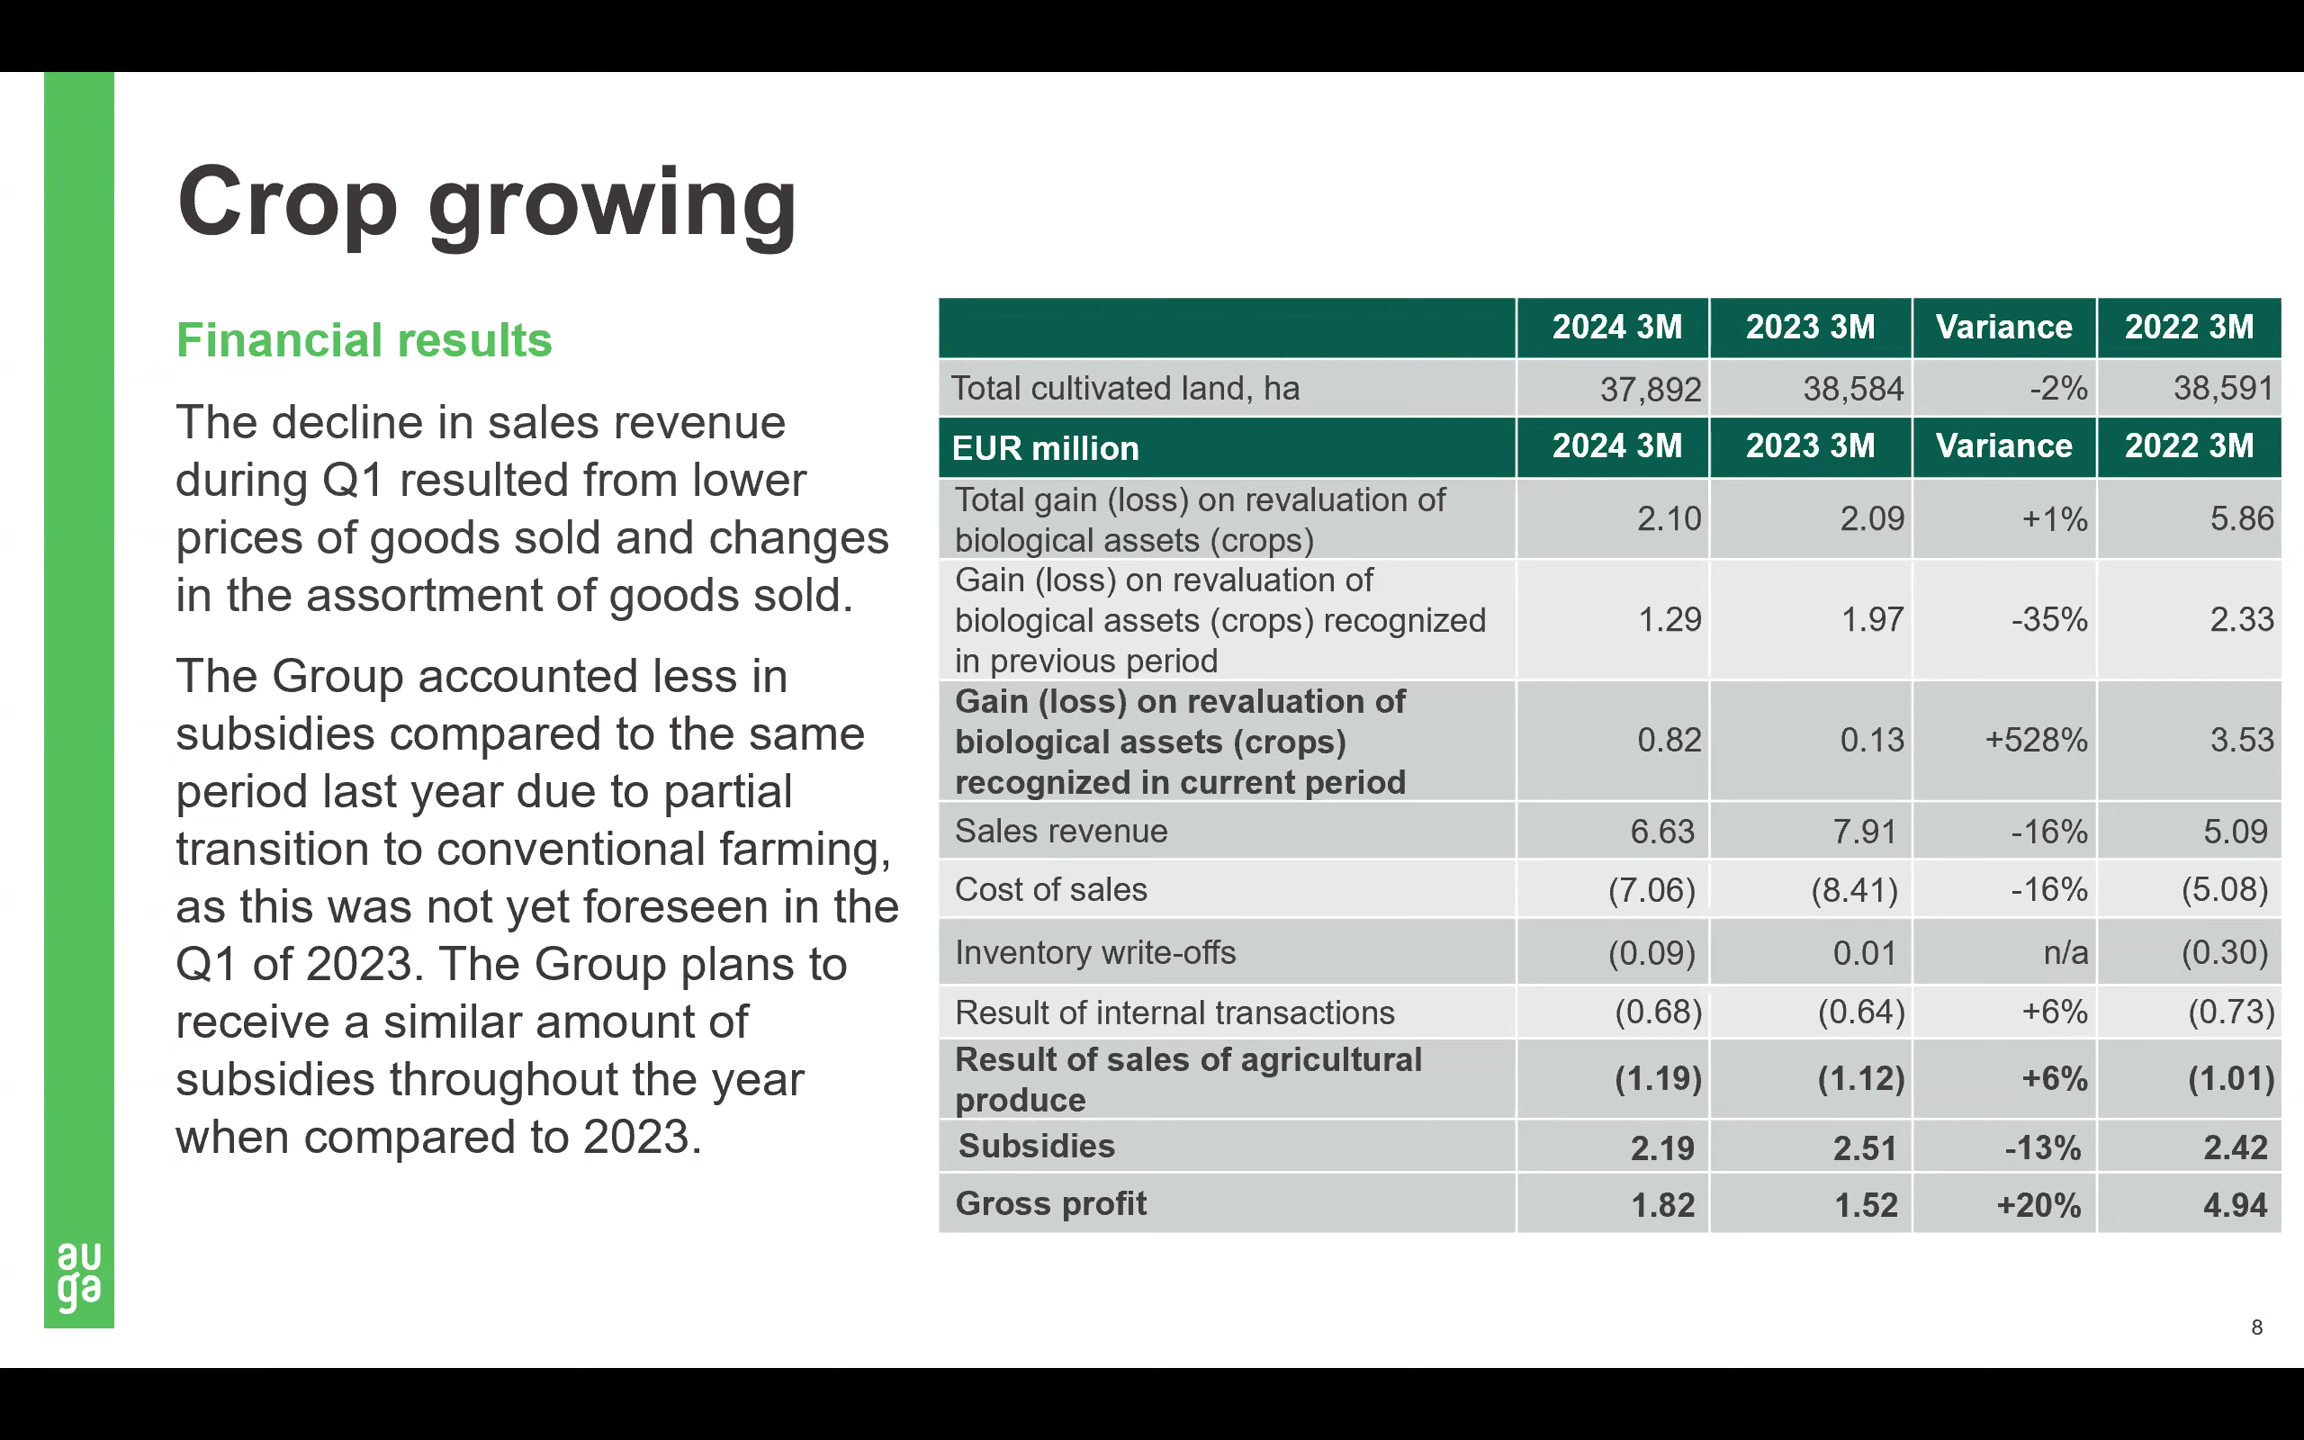 Crop growing
Financial results
The decline in sales revenue
during Q1 resulted from lower
prices of goods sold and changes
in the assortment of goods sold.
The Group accounted less in
subsidies compared to the same
period last year due to partial
transition to conventional farming,
as this was not yet foreseen in the
Q1 of 2023. The Group plans to
receive a similar amount of
subsidies throughout the year
when compared to 2023.
2024 3M 2023 3M Variance 2022 3M
Total cultivated land, ha 37,892 38,584 -2% 38,591
EUR million 2024 3M 2023 3M Variance 2022 3M
Total gain (loss) on revaluation of
biological assets (crops) 2.10 2.09 +1% 5.86
Gain (loss) on revaluation of
biological assets (crops) recognized
in previous period 1.29 1.97 -35% 2.33
Gain (loss) on revaluation of
biological assets (crops)
recognized in current period 0.82 0.13 +528% 3.53
Sales revenue 6.63 7.91 -16% 5.09
Cost of sales (7.06) (8.41) -16% (5.08)
Inventory write-offs (0.09) 0.01 n/a (0.30)
Result of internal transactions (0.68) (0.64) +6% (0.73)
Result of sales of agricultural
produce (1.19) (1.12) +6% (1.01)
Subsidies 2.19 2.51 -13% 2.42
Gross profit 1.82 1.52 +20% 4.94
au
ga
8